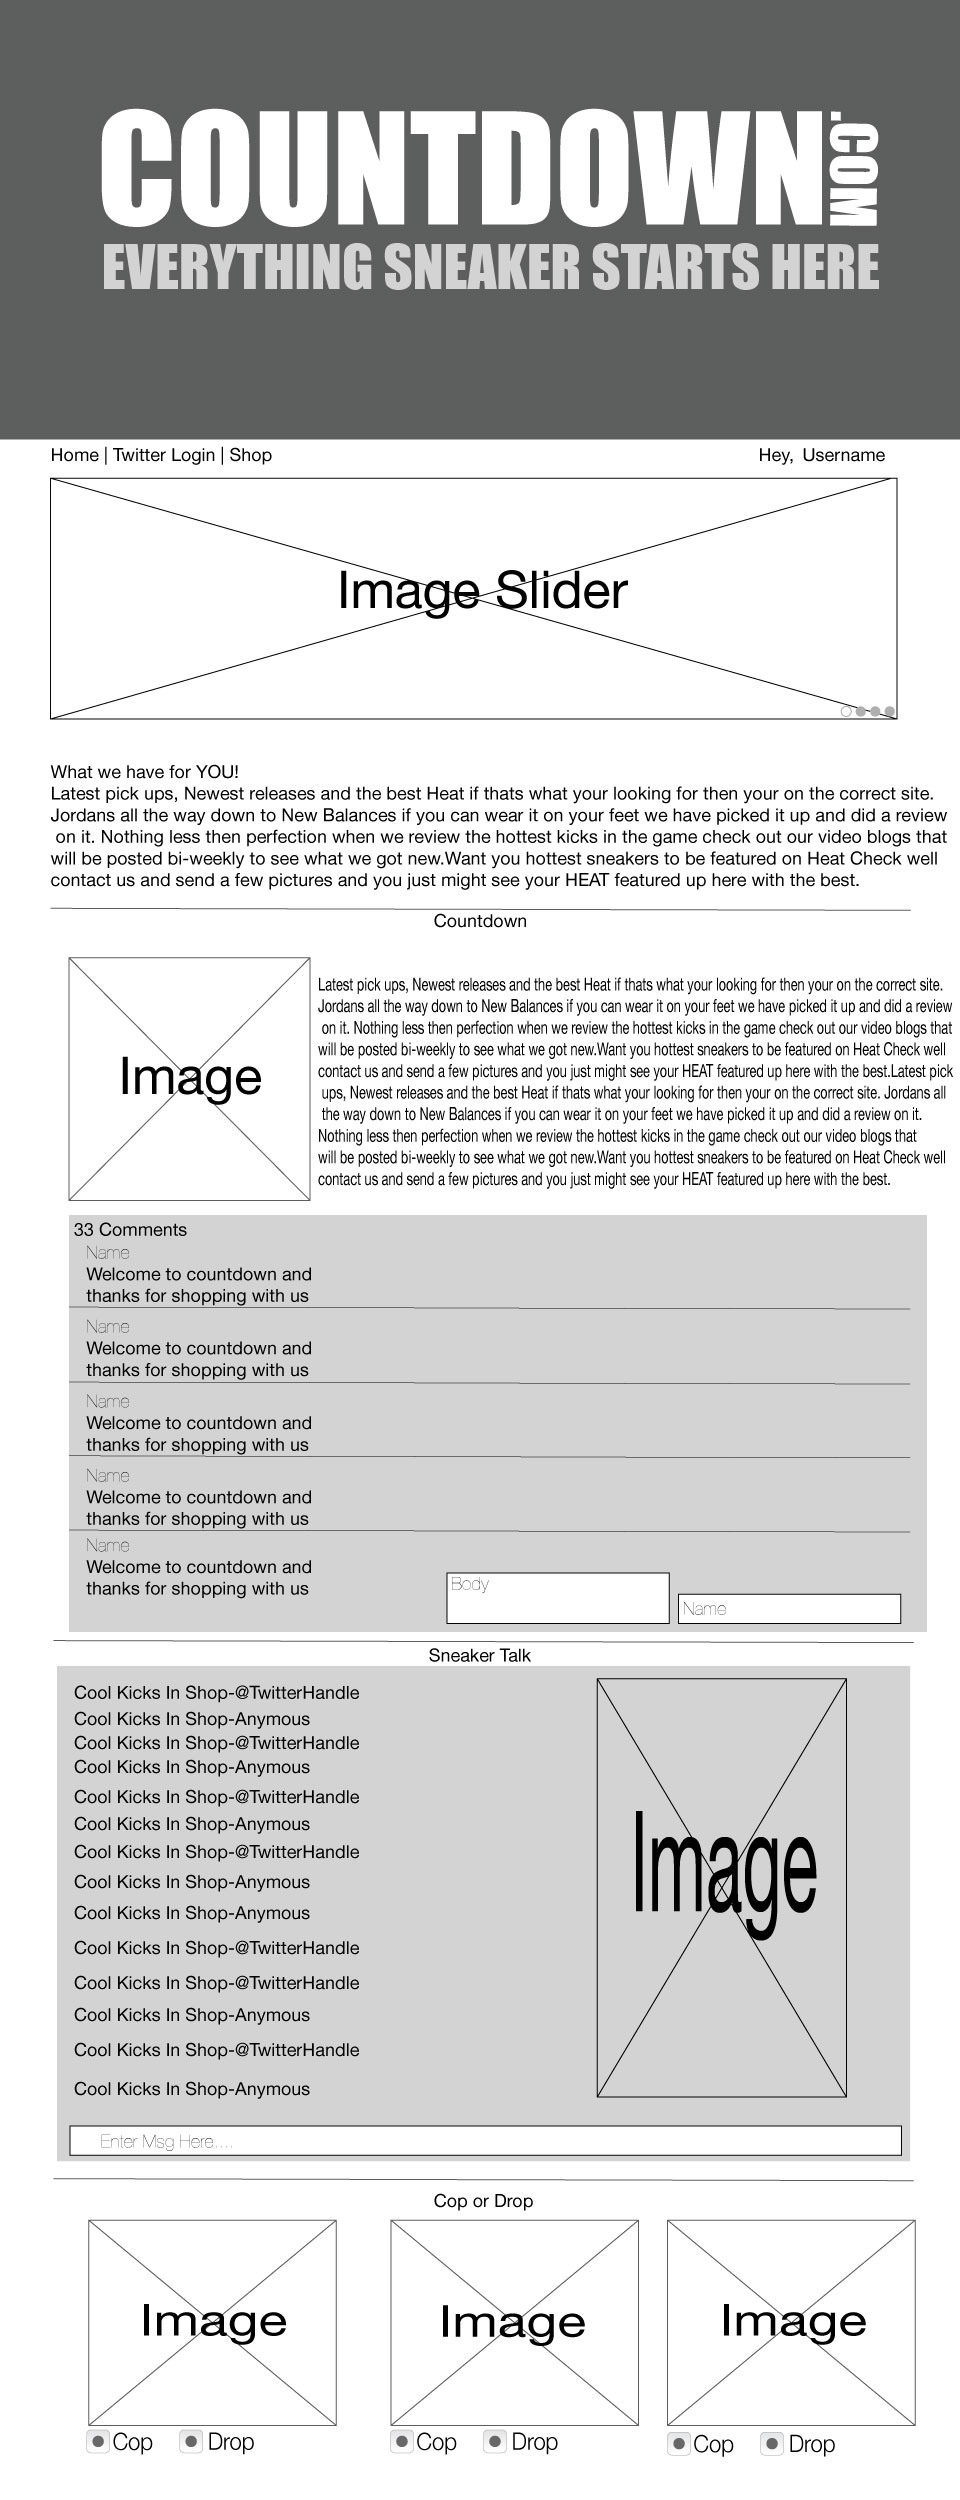 COUNTDOWN.COM
EVERYTHING SNEAKER STARTS HERE
Home | Twitter Login | Shop
Hey, Username
Image Slider
What we have for YOU!
Latest pick ups, Newest releases and the best Heat if thats what your looking for then your on the correct site.
Jordans all the way down to New Balances if you can wear it on your feet we have picked it up and did a review
on it. Nothing less then perfection when we review the hottest kicks in the game check out our video blogs that
will be posted bi-weekly to see what we got new.Want you hottest sneakers to be featured on Heat Check well
contact us and send a few pictures and you just might see your HEAT featured up here with the best.
Countdown
Image
Latest pick ups, Newest releases and the best Heat if thats what your looking for then your on the correct site.
Jordans all the way down to New Balances if you can wear it on your feet we have picked it up and did a review
on it. Nothing less then perfection when we review the hottest kicks in the game check out our video blogs that
will be posted bi-weekly to see what we got new.Want you hottest sneakers to be featured on Heat Check well
contact us and send a few pictures and you just might see your HEAT featured up here with the best.Latest pick
ups, Newest releases and the best Heat if thats what your looking for then your on the correct site. Jordans all
the way down to New Balances if you can wear it on your feet we have picked it up and did a review on it.
Nothing less then perfection when we review the hottest kicks in the game check out our video blogs that
will be posted bi-weekly to see what we got new.Want you hottest sneakers to be featured on Heat Check well
contact us and send a few pictures and you just might see your HEAT featured up here with the best.
33 Comments
Name
Welcome to countdown and
thanks for shopping with us
Name
Welcome to countdown and
thanks for shopping with us
Name
Welcome to countdown and
thanks for shopping with us
Name
Welcome to countdown and
thanks for shopping with us
Name
Welcome to countdown and
thanks for shopping with us
Body
Name
Sneaker Talk
Cool Kicks In Shop-@TwitterHandle
Cool Kicks In Shop-Anymous
Cool Kicks In Shop-@TwitterHandle
Cool Kicks In Shop-Anymous
Cool Kicks In Shop-@TwitterHandle
Cool Kicks In Shop-Anymous
Cool Kicks In Shop-@TwitterHandle
Cool Kicks In Shop-Anymous
Cool Kicks In Shop-Anymous
Cool Kicks In Shop-@TwitterHandle
Cool Kicks In Shop-@TwitterHandle
Cool Kicks In Shop-Anymous
Cool Kicks In Shop-@TwitterHandle
Cool Kicks In Shop-Anymous
Image
Enter Msg Here....
Cop or Drop
Image
Image
Image
Cop Drop
Cop Drop
Cop Drop